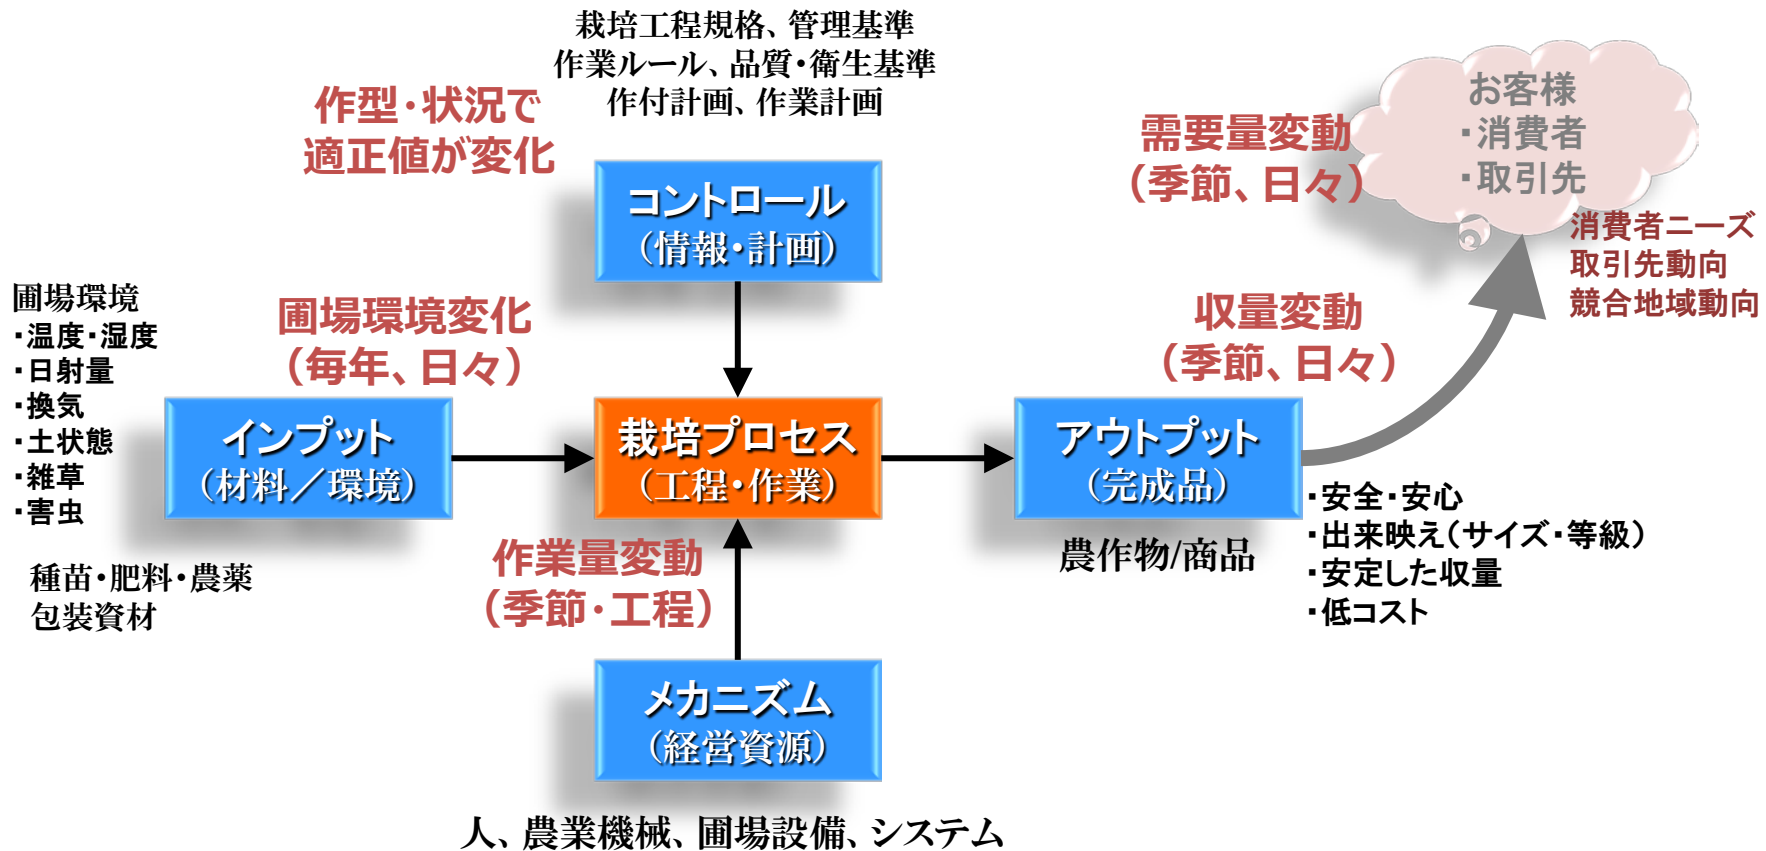 栽培工程規格、管理基準
作業ルール、品質・衛生基準
作付計画、作業計画
作型・状況で
適正値が変化
コントロール
（情報・計画）
需要量変動
（季節、日々）
お客様
・消費者
・取引先
消費者ニーズ
取引先動向
競合地域動向
圃場環境
・温度・湿度
・日射量
・換気
・土状態
・雑草
・害虫
種苗・肥料・農薬
包装資材
圃場環境変化
（毎年、日々）
インプット
（材料／環境）
栽培プロセス
（工程・作業）
収量変動
（季節、日々）
アウトプット
（完成品）
農作物/商品
・安全・安心
・出来映え（サイズ・等級）
・安定した収量
・低コスト
作業量変動
（季節・工程）
メカニズム
（経営資源）
人、農業機械、圃場設備、システム